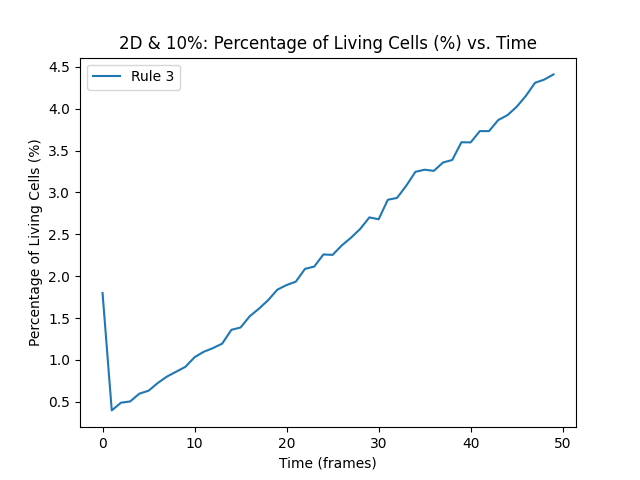 2D & 10%: Percentage of Living Cells (%) vs. Time
Rule 3
Percentage of Living Cells (%)
4.5
4.0
3.5
3.0
2.5
2.0
1.5
1.0
0.5
0 10 20 30 40 50
Time (frames)